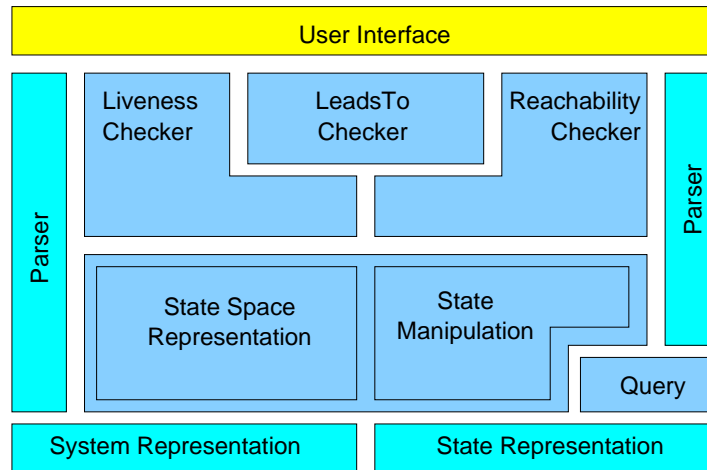 User Interface
Liveness
Checker
LeadsTo
Checker
Reachability
Checker
Parser
Parser
State Space
Representation
State
Manipulation
Query
System Representation
State Representation